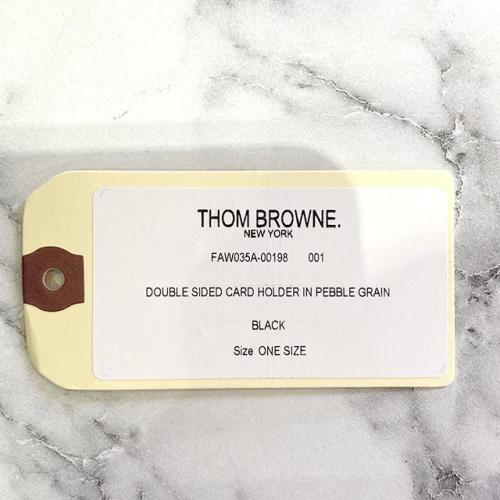 THOM BROWNE.
NEW YORK
FAW035A-00198 001
DOUBLE SIDED CARD HOLDER IN PEBBLE GRAIN
BLACK
Size ONE SIZE